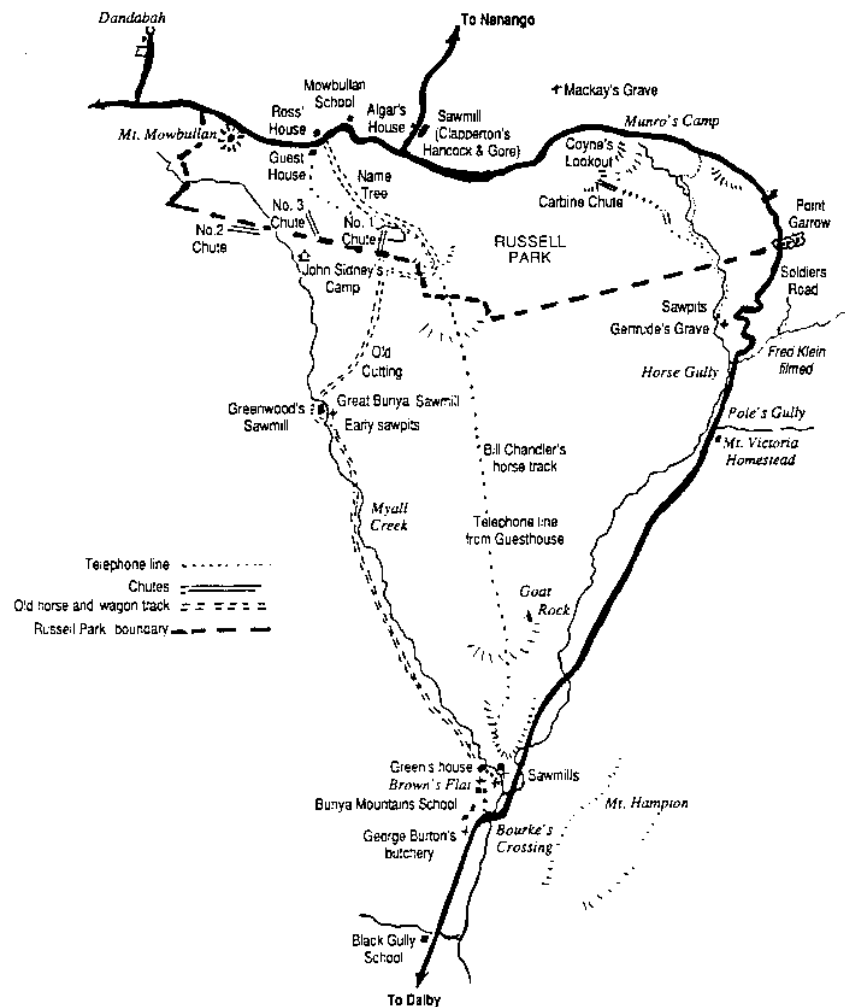 Dandabah
To Nanango
Mackay's Grave
Munro's Camp
Mowbullan
School
Ross'
House
Algar's
House
Sawmill
(Clapperton's
Hancock & Gore)
Mt. Mowbullan
Guest
House
Name
Tree
Coyne's
Lookout
Carbine Chute
Point
Garrow
No. 3
Chute
No. 1
Chute
No. 2
Chute
RUSSELL
PARK
John Sidney's
Camp
Soldiers
Road
Sawpits
Gertrude's Grave
Fred Klein
filmed
Horse Gully
Old
Cutting
Greenwood's
Sawmill
Great Bunya Sawmill
Early sawpits
Pole's Gully
Mt. Victoria
Homestead
Bill Chandler's
horse track
Myall
Creek
Telephone line
from Guesthouse
Telephone line
Chutes
Old horse and wagon track
Russell Park boundary
Goat
Rock
Green's house
Brown's Flat
Sawmills
Bunya Mountains School
Mt. Hampton
George Burton's
butchery
Bourke's
Crossing
Black Gully
School
To Dalby